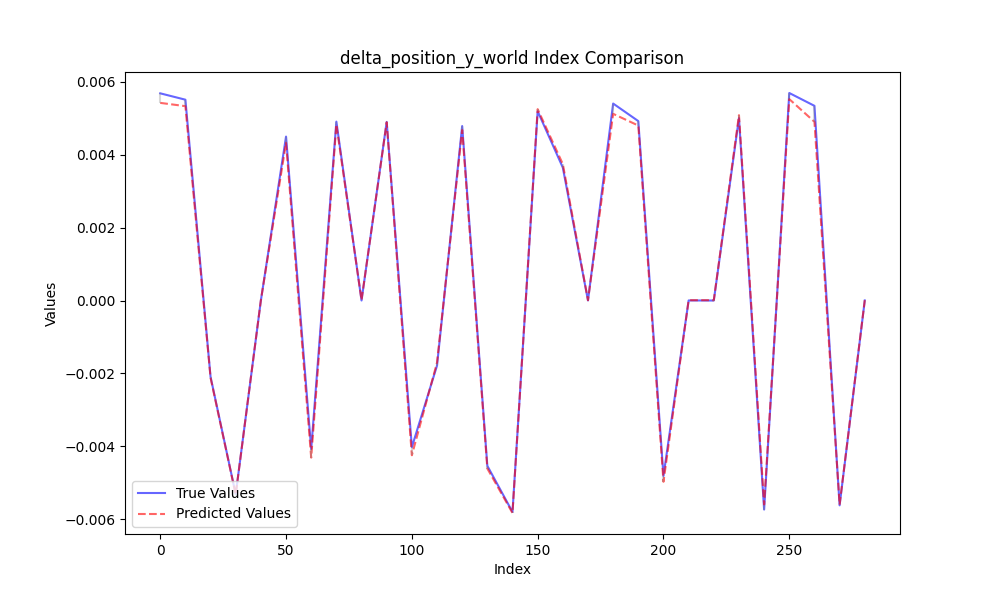 delta_position_y_world Index Comparison
0.006
0.004
0.002
0.000
−0.002
−0.004
−0.006
Values
True Values
Predicted Values
0 50 100 150 200 250
Index